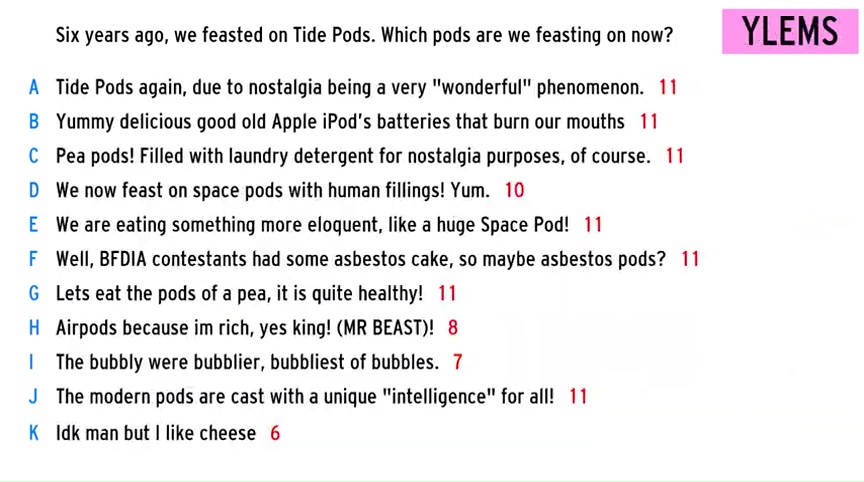 Six years ago, we feasted on Tide Pods. Which pods are we feasting on now?
YLEMS
A Tide Pods again, due to nostalgia being a very "wonderful" phenomenon. 11
B Yummy delicious good old Apple iPod's batteries that burn our mouths 11
C Pea pods! Filled with laundry detergent for nostalgia purposes, of course. 11
D We now feast on space pods with human fillings! Yum. 10
E We are eating something more eloquent, like a huge Space Pod! 11
F Well, BFDIA contestants had some asbestos cake, so maybe asbestos pods? 11
G Lets eat the pods of a pea, it is quite healthy! 11
H Airpods because im rich, yes king! (MR BEAST)! 8
I The bubbly were bubblier, bubbliest of bubbles. 7
J The modern pods are cast with a unique "intelligence" for all! 11
K Idk man but I like cheese 6